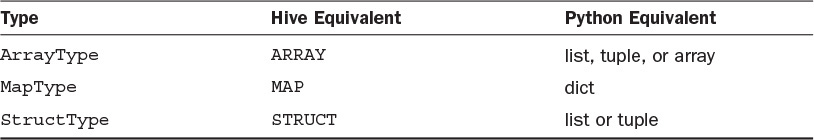 Type Hive Equivalent Python Equivalent
ArrayType ARRAY list, tuple, or array
MapType MAP dict
StructType STRUCT list or tuple